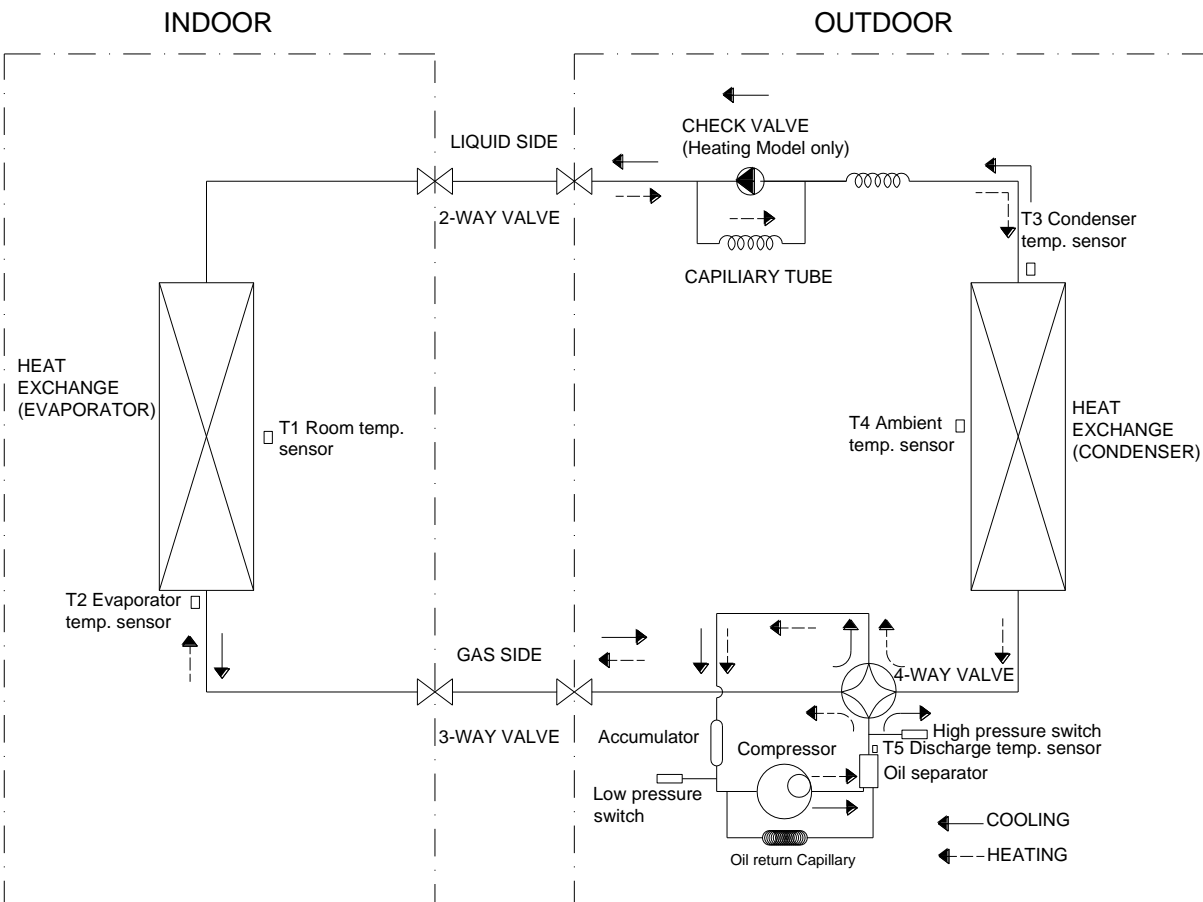 INDOOR
OUTDOOR
LIQUID SIDE
2-WAY VALVE
CHECK VALVE
(Heating Model only)
CAPILIARY TUBE
T3 Condenser
temp. sensor
HEAT
EXCHANGE
(EVAPORATOR)
T1 Room temp.
sensor
T4 Ambient
temp. sensor
HEAT
EXCHANGE
(CONDENSER)
T2 Evaporator
temp. sensor
GAS SIDE
3-WAY VALVE
4-WAY VALVE
Accumulator
Compressor
High pressure switch
T5 Discharge temp. sensor
Oil separator
Low pressure
switch
Oil return Capillary
COOLING
HEATING